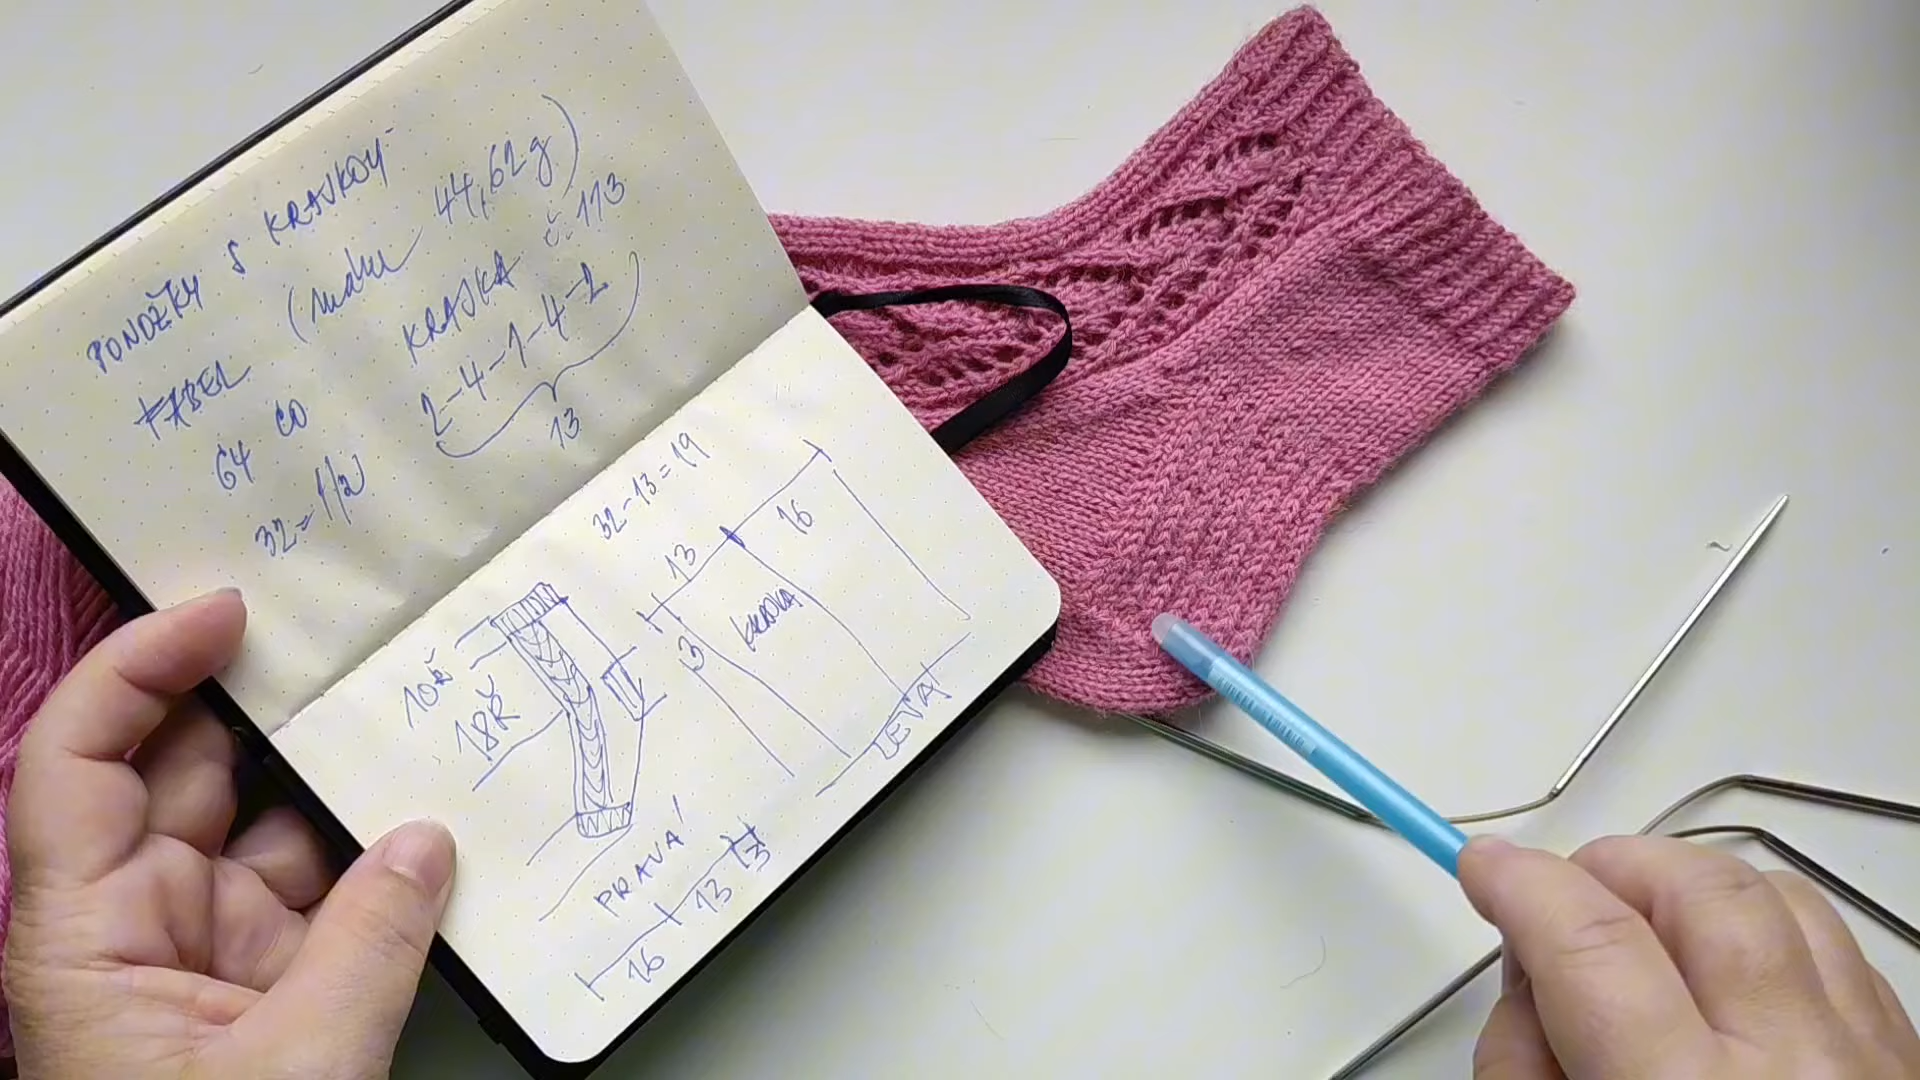 PONOŽKY S KRAJKOU
FABEL ( 44,62g)
64 CO KRAJKA č. 113
32 = 1/2 2-4-1-4-2
13
32-13=19
13 16
3 KRAJKA
10Ř
18Ř
LEVÁ
PRAVÁ
16 13 3